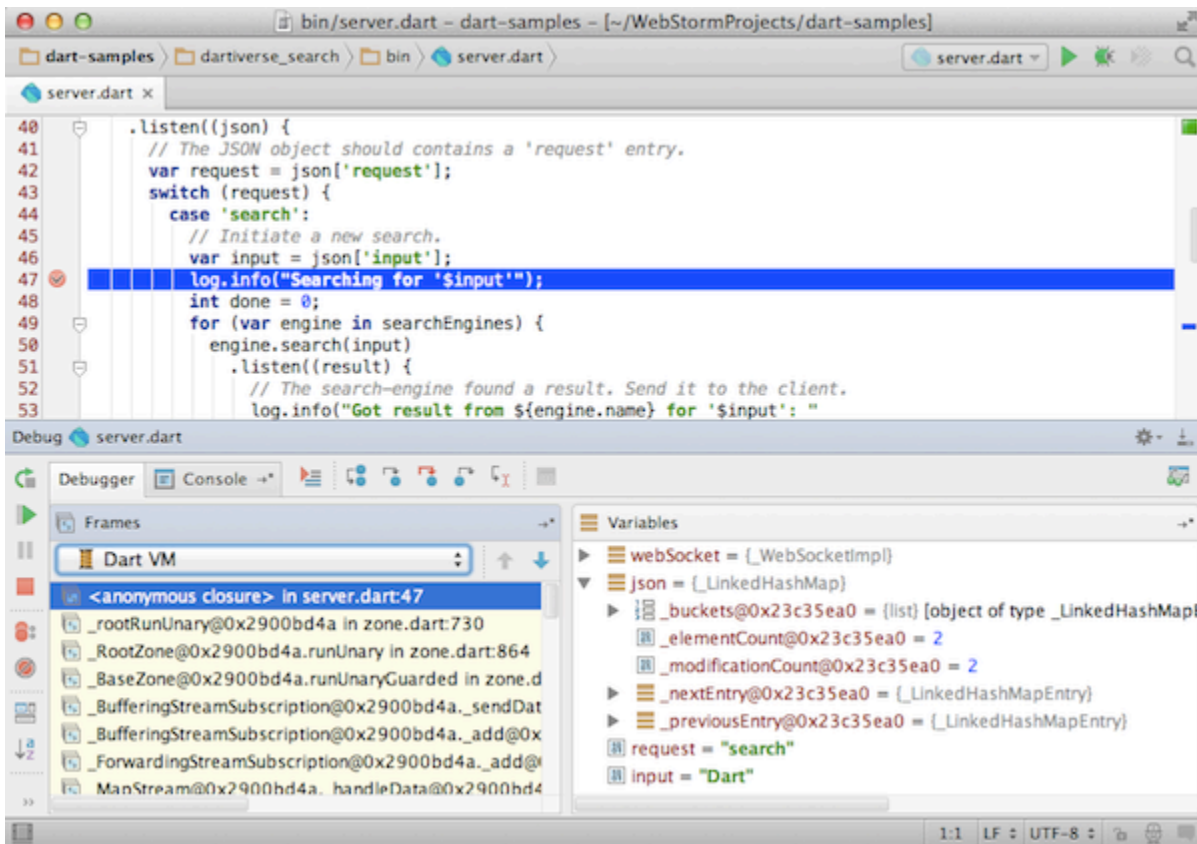 bin/server.dart – dart-samples – [~/WebStormProjects/dart-samples]
dart-samples dartiverse_search bin server.dart server.dart
server.dart ×
40 .listen((json) {
41 // The JSON object should contains a 'request' entry.
42 var request = json['request'];
43 switch (request) {
44 case 'search':
45 // Initiate a new search.
46 var input = json['input'];
47 log.info("Searching for '$input'");
48 int done = 0;
49 for (var engine in searchEngines) {
50 engine.search(input)
51 .listen((result) {
52 // The search-engine found a result. Send it to the client.
53 log.info("Got result from ${engine.name} for '$input': "
Debug server.dart
Debugger Console
Frames
Dart VM
<anonymous closure> in server.dart:47
_rootRunUnary@0x2900bd4a in zone.dart:730
_RootZone@0x2900bd4a.runUnary in zone.dart:864
_BaseZone@0x2900bd4a.runUnaryGuarded in zone.d
_BufferingStreamSubscription@0x2900bd4a._sendDat
_BufferingStreamSubscription@0x2900bd4a._add@0x
_ForwardingStreamSubscription@0x2900bd4a._add@
_MapStream@0x2900bd4a._handleData@0x2900bd4
Variables
webSocket = {_WebSocketImpl}
json = {_LinkedHashMap}
_buckets@0x23c35ea0 = {list} [object of type _LinkedHashMapE
_elementCount@0x23c35ea0 = 2
_modificationCount@0x23c35ea0 = 2
_nextEntry@0x23c35ea0 = {_LinkedHashMapEntry}
_previousEntry@0x23c35ea0 = {_LinkedHashMapEntry}
request = "search"
input = "Dart"
1:1 LF UTF-8